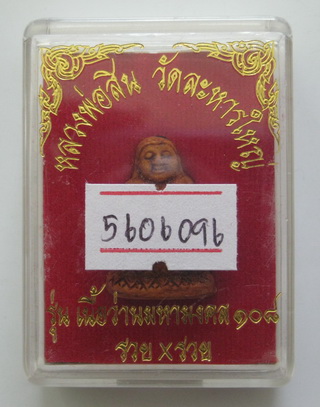 หลวงพ่อสิน วัดละหารใหญ่
5606096
รุ่น เนื้อว่านมหามงคล ๑๐๘
รวย X รวย